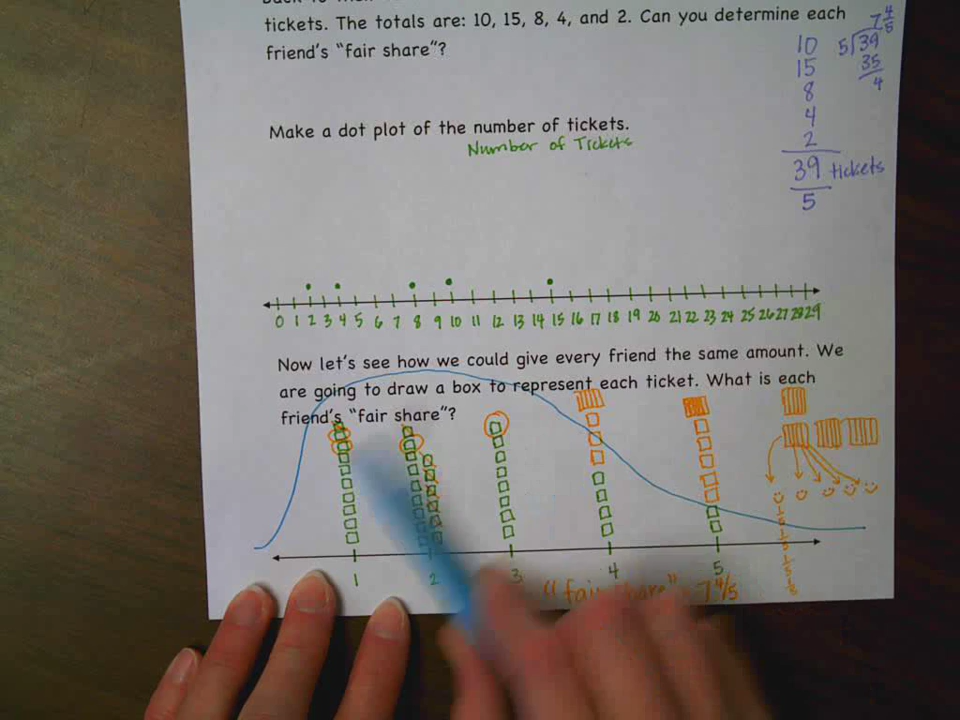 tickets. The totals are: 10, 15, 8, 4, and 2. Can you determine each
friend's “fair share”?
10
15
8
4
2
39 tickets
5
7 4/5
5 39
35
4
Make a dot plot of the number of tickets.
Number of Tickets
0 1 2 3 4 5 6 7 8 9 10 11 12 13 14 15 16 17 18 19 20 21 22 23 24 25 26 27 28 29
Now let's see how we could give every friend the same amount. We
are going to draw a box to represent each ticket. What is each
friend's “fair share”?
1 2 3 4 5
7 4/5